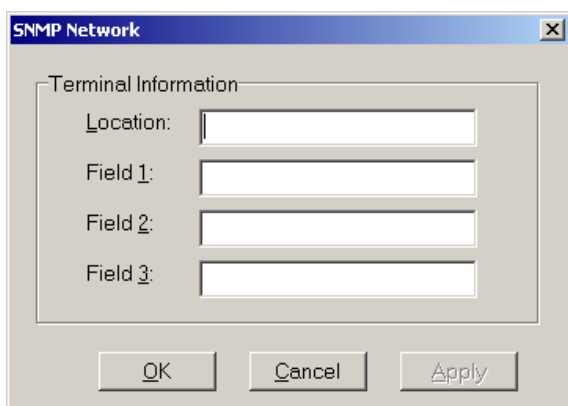 SNMP Network
Terminal Information
Location:
Field 1:
Field 2:
Field 3:
OK Cancel Apply